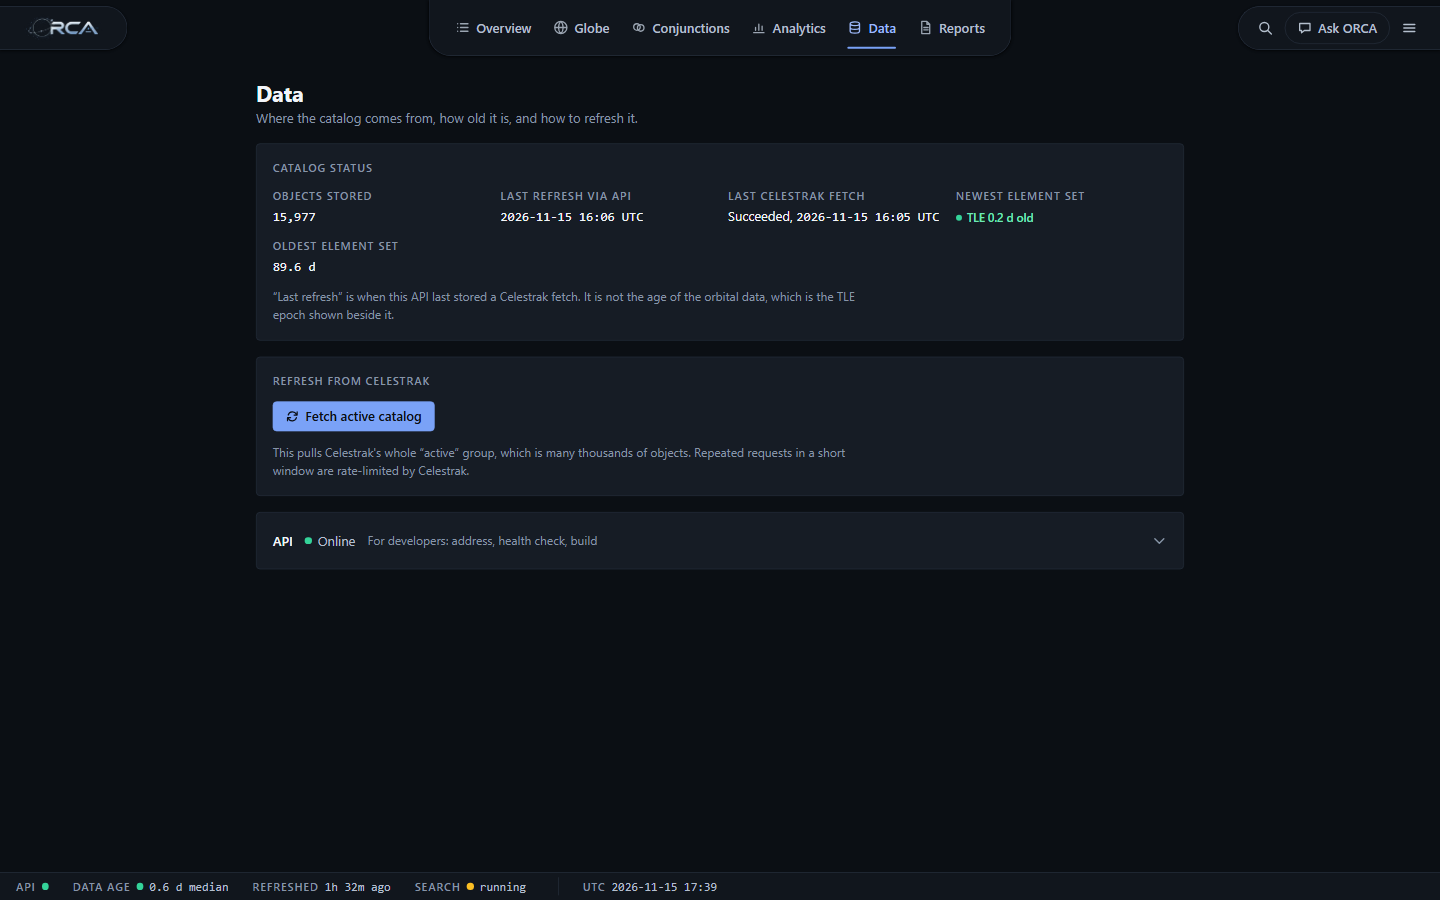 ORCA
Overview
Globe
Conjunctions
Analytics
Data
Reports
Ask ORCA
Data
Where the catalog comes from, how old it is, and how to refresh it.
CATALOG STATUS
OBJECTS STORED
15,977
LAST REFRESH VIA API
2026-11-15 16:06 UTC
LAST CELESTRAK FETCH
Succeeded, 2026-11-15 16:05 UTC
NEWEST ELEMENT SET
TLE 0.2 d old
OLDEST ELEMENT SET
89.6 d
“Last refresh” is when this API last stored a Celestrak fetch. It is not the age of the orbital data, which is the TLE
epoch shown beside it.
REFRESH FROM CELESTRAK
Fetch active catalog
This pulls Celestrak's whole “active” group, which is many thousands of objects. Repeated requests in a short
window are rate-limited by Celestrak.
API Online For developers: address, health check, build
API
DATA AGE 0.6 d median
REFRESHED 1h 32m ago
SEARCH running
UTC 2026-11-15 17:39